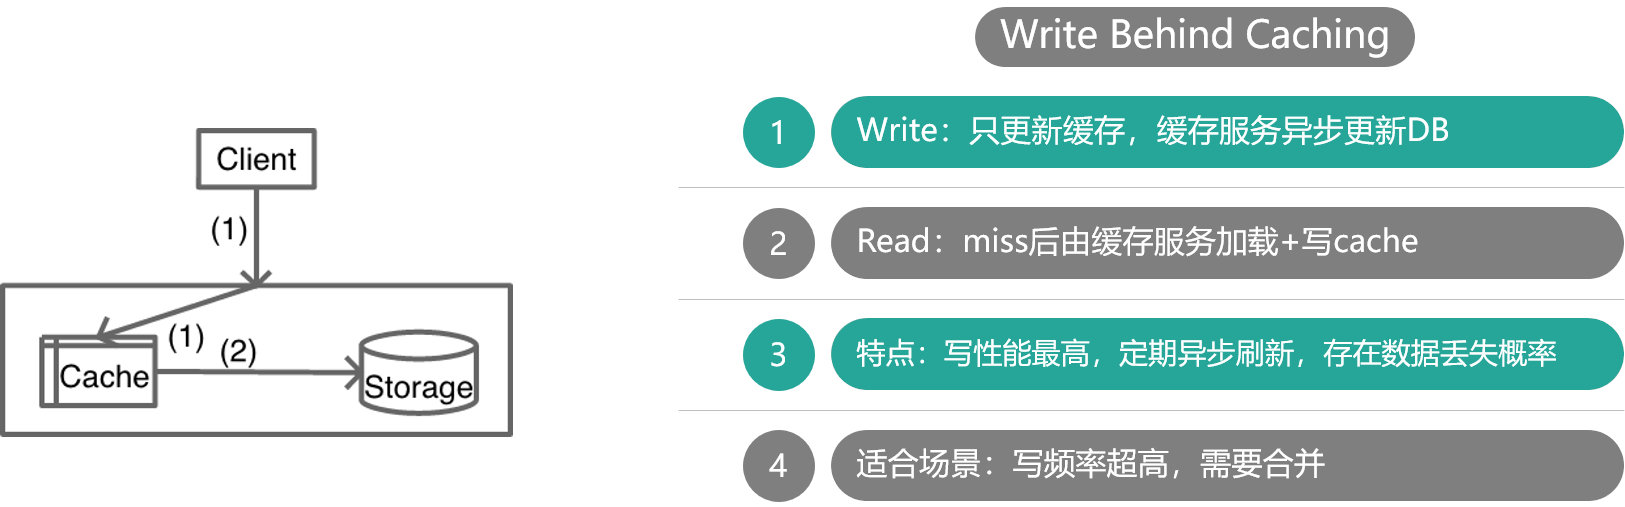 Client
(1)
(1)
(2)
Cache
Storage
Write Behind Caching
1
Write：只更新缓存，缓存服务异步更新DB
2
Read：miss后由缓存服务加载+写cache
3
特点：写性能最高，定期异步刷新，存在数据丢失概率
4
适合场景：写频率超高，需要合并